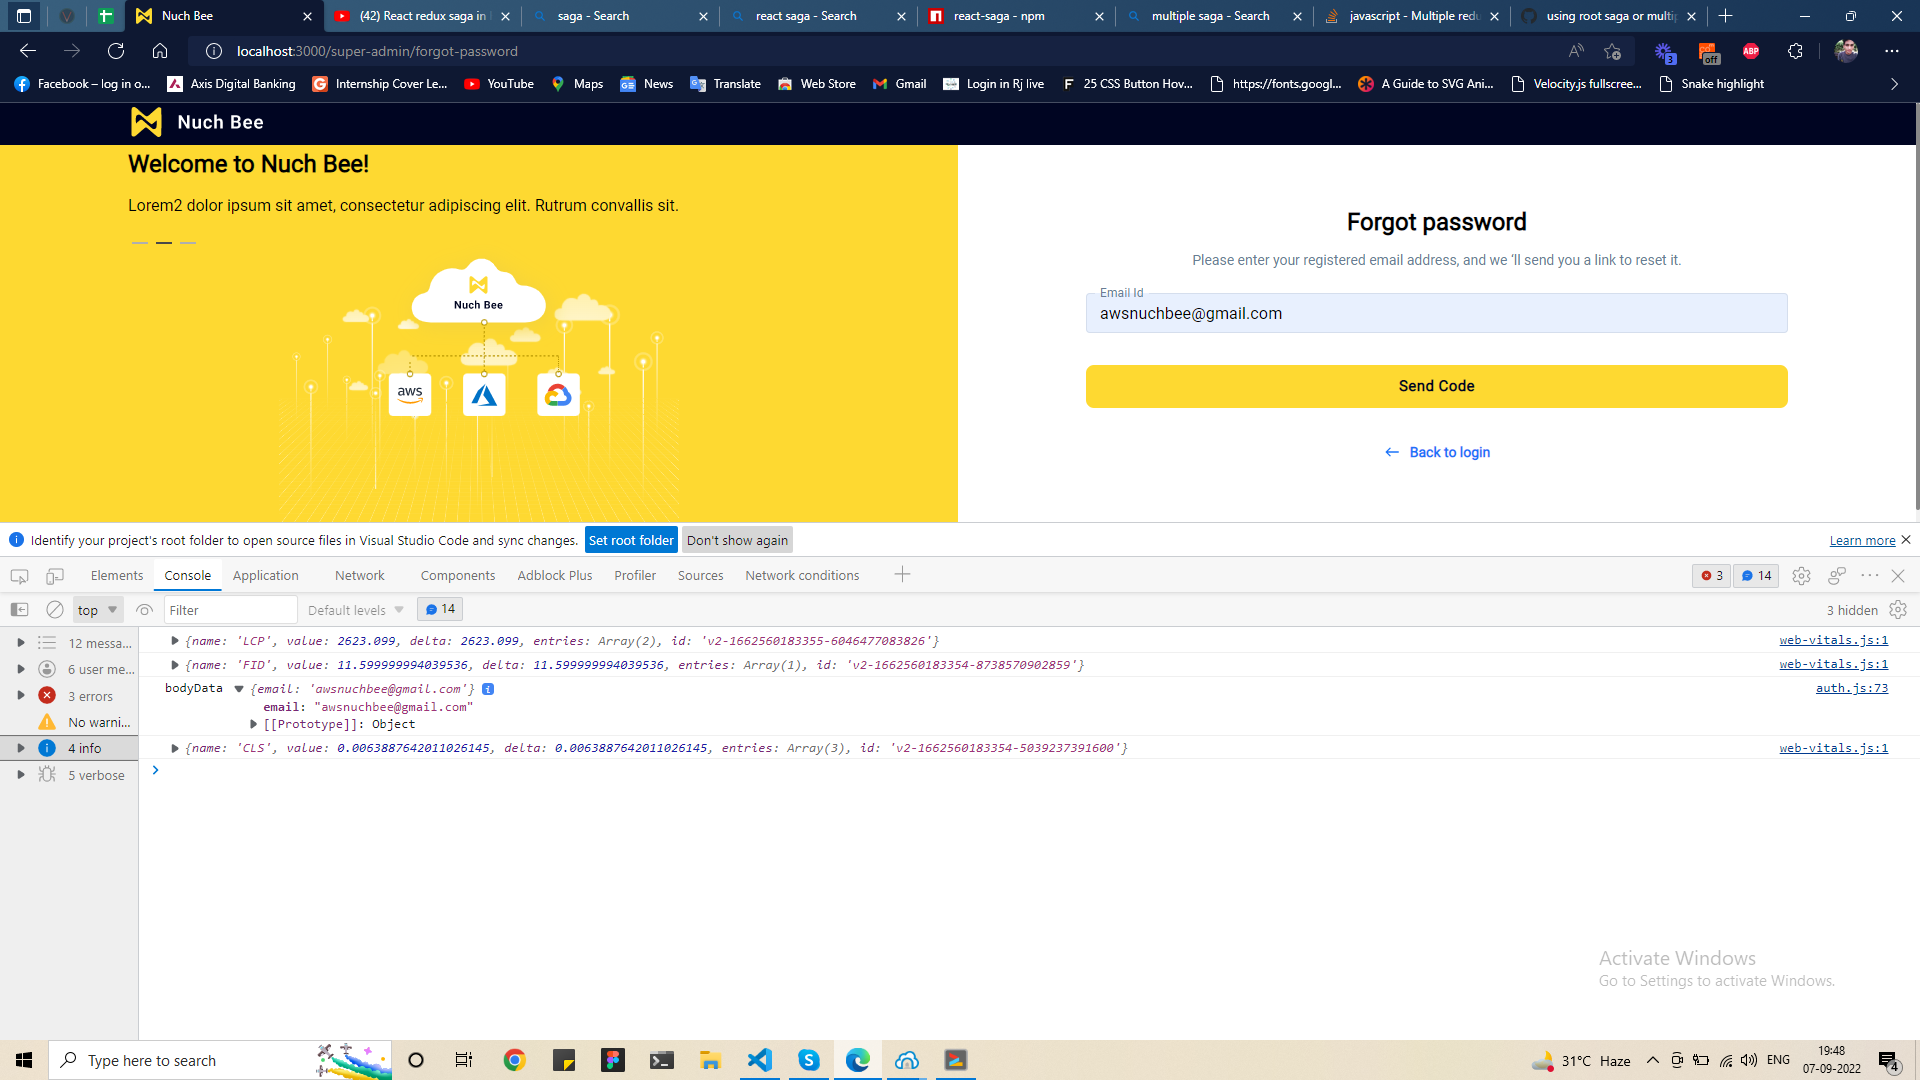 Nuch Bee
(42) React redux saga in
saga - Search
react saga - Search
react-saga - npm
multiple saga - Search
javascript - Multiple redu
using root saga or multip
localhost:3000/super-admin/forgot-password
3
off
ABP
Facebook – log in o...
Axis Digital Banking
Internship Cover Le...
YouTube
Maps
News
Translate
Web Store
Gmail
Login in Rj live
25 CSS Button Hov...
https://fonts.googl...
A Guide to SVG Ani...
Velocity.js fullscree...
Snake highlight
Nuch Bee
Welcome to Nuch Bee!
Lorem2 dolor ipsum sit amet, consectetur adipiscing elit. Rutrum convallis sit.
Nuch Bee
aws
Forgot password
Please enter your registered email address, and we ‘ll send you a link to reset it.
Email Id
awsnuchbee@gmail.com
Send Code
Back to login
Identify your project's root folder to open source files in Visual Studio Code and sync changes.
Set root folder
Don't show again
Learn more
Elements
Console
Application
Network
Components
Adblock Plus
Profiler
Sources
Network conditions
3
14
top
Filter
Default levels
14
3 hidden
12 messa...
6 user me...
3 errors
No warni...
4 info
5 verbose
{name: 'LCP', value: 2623.099, delta: 2623.099, entries: Array(2), id: 'v2-1662560183355-6046477083826'}
web-vitals.js:1
{name: 'FID', value: 11.599999994039536, delta: 11.599999994039536, entries: Array(1), id: 'v2-1662560183354-8738570902859'}
web-vitals.js:1
bodyData {email: 'awsnuchbee@gmail.com'}
auth.js:73
email: "awsnuchbee@gmail.com"
[[Prototype]]: Object
{name: 'CLS', value: 0.0063887642011026145, delta: 0.0063887642011026145, entries: Array(3), id: 'v2-1662560183354-5039237391600'}
web-vitals.js:1
Activate Windows
Go to Settings to activate Windows.
Type here to search
31°C Haze
ENG
19:48
07-09-2022
4